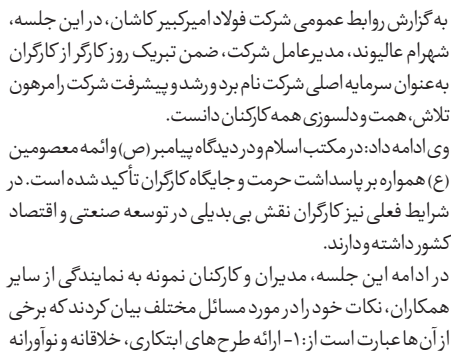 به گزارش روابط عمومی شرکت فولاد امیرکبیر کاشان، در این جلسه،
شهرام عالیوند، مدیرعامل شرکت، ضمن تبریک روز کارگر از کارگران
به‌عنوان سرمایه اصلی شرکت نام برد و رشد و پیشرفت شرکت را مرهون
تلاش، همت و دلسوزی همه کارکنان دانست.
وی ادامه داد: در مکتب اسلام و در دیدگاه پیامبر (ص) و ائمه معصومین
(ع) همواره بر پاسداشت حرمت و جایگاه کارگران تأکید شده است. در
شرایط فعلی نیز کارگران نقش بی‌بدیلی در توسعه صنعتی و اقتصاد
کشور داشته و دارند.
در ادامه این جلسه، مدیران و کارکنان نمونه به نمایندگی از سایر
همکاران، نکات خود را در مورد مسائل مختلف بیان کردند که برخی
از آن‌ها عبارت است از: ۱- ارائه طرح‌های ابتکاری، خلاقانه و نوآورانه